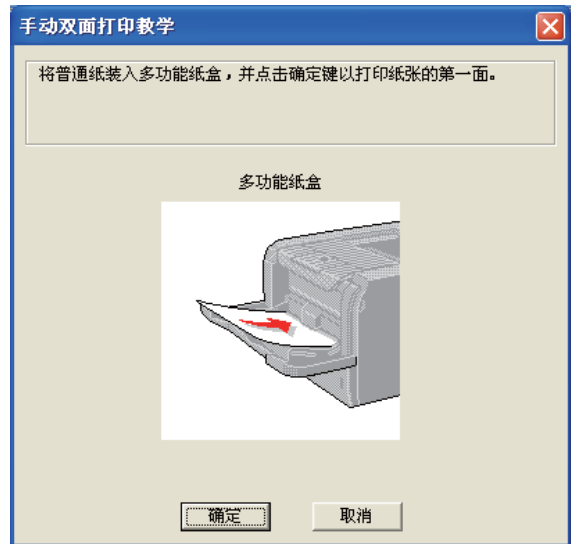 手动双面打印教学
将普通纸装入多功能纸盒，并点击确定键以打印纸张的第一面。
多功能纸盒
确定
取消